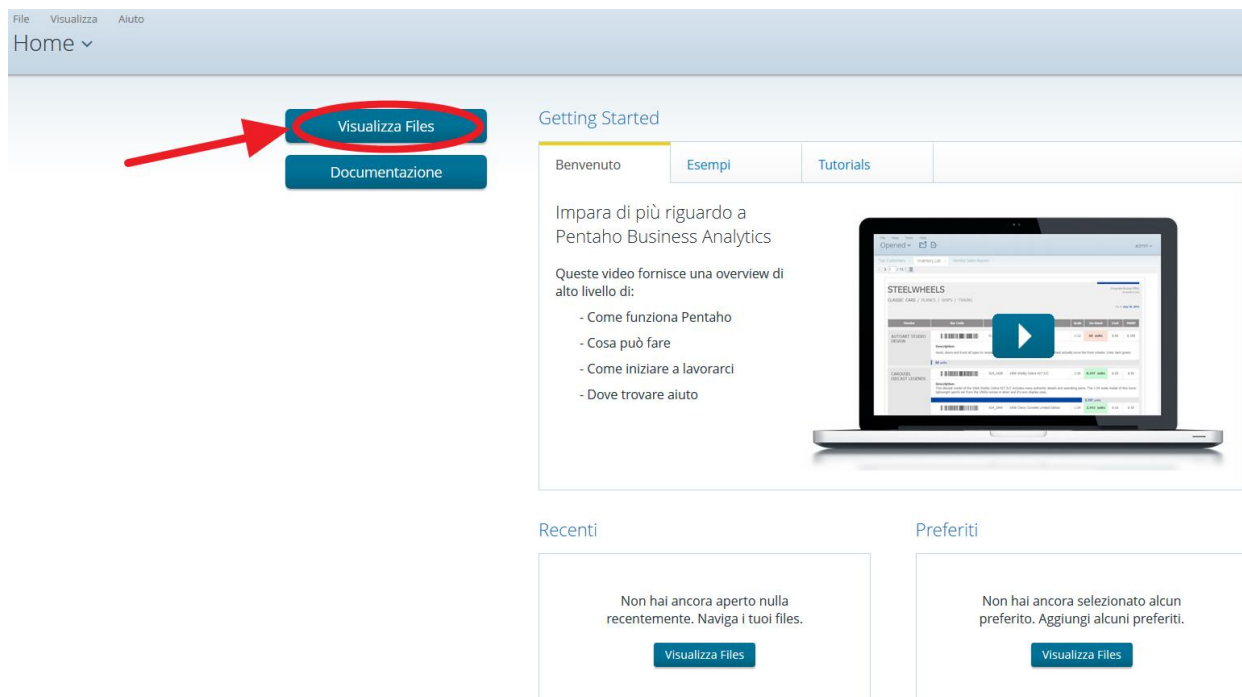 File Visualizza Aiuto
Home
Visualizza Files
Documentazione
Getting Started
Benvenuto Esempi Tutorials
Impara di più riguardo a
Pentaho Business Analytics
Queste video fornisce una overview di
alto livello di:
- Come funziona Pentaho
- Cosa può fare
- Come iniziare a lavorarci
- Dove trovare aiuto
Opened
STEELWHEELS
Recenti
Non hai ancora aperto nulla
recentemente. Naviga i tuoi files.
Visualizza Files
Preferiti
Non hai ancora selezionato alcun
preferito. Aggiungi alcuni preferiti.
Visualizza Files